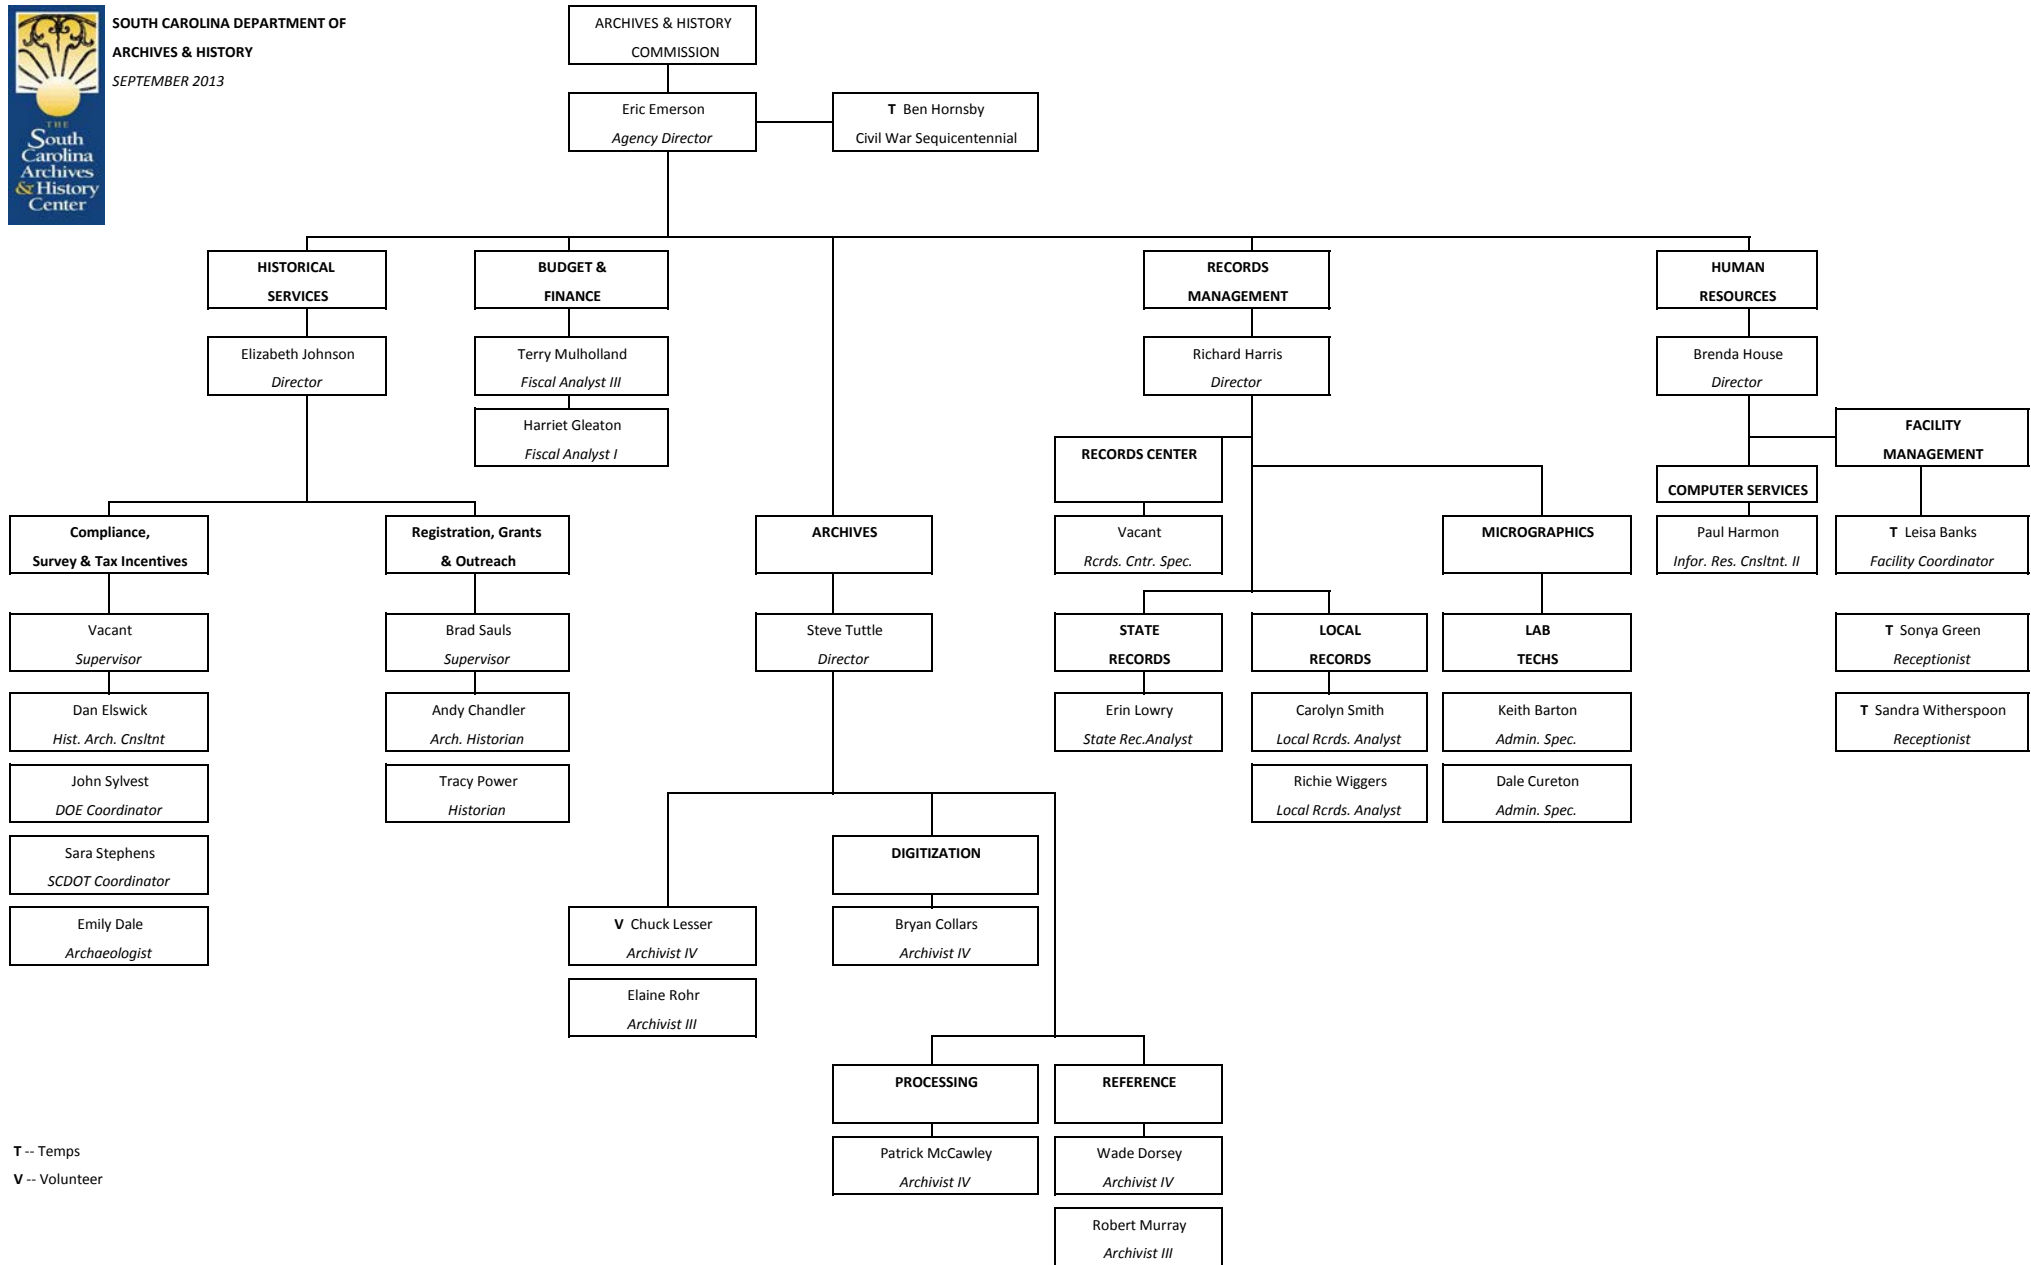 SOUTH CAROLINA DEPARTMENT OF
ARCHIVES & HISTORY
SEPTEMBER 2013
THE
South
Carolina
Archives
& History
Center
ARCHIVES & HISTORY
COMMISSION
Eric Emerson
Agency Director
T Ben Hornsby
Civil War Sequicentennial
HISTORICAL
SERVICES
Elizabeth Johnson
Director
BUDGET &
FINANCE
Terry Mulholland
Fiscal Analyst III
Harriet Gleaton
Fiscal Analyst I
RECORDS
MANAGEMENT
Richard Harris
Director
HUMAN
RESOURCES
Brenda House
Director
FACILITY
MANAGEMENT
RECORDS CENTER
COMPUTER SERVICES
Compliance,
Survey & Tax Incentives
Registration, Grants
& Outreach
ARCHIVES
Vacant
Rcrds. Cntr. Spec.
MICROGRAPHICS
Paul Harmon
Infor. Res. Cnsltnt. II
T Leisa Banks
Facility Coordinator
Vacant
Supervisor
Brad Sauls
Supervisor
Steve Tuttle
Director
STATE
RECORDS
LOCAL
RECORDS
LAB
TECHS
T Sonya Green
Receptionist
Dan Elswick
Hist. Arch. Cnsltnt
Andy Chandler
Arch. Historian
Erin Lowry
State Rec.Analyst
Carolyn Smith
Local Rcrds. Analyst
Keith Barton
Admin. Spec.
T Sandra Witherspoon
Receptionist
John Sylvest
DOE Coordinator
Tracy Power
Historian
Richie Wiggers
Local Rcrds. Analyst
Dale Cureton
Admin. Spec.
Sara Stephens
SCDOT Coordinator
DIGITIZATION
Emily Dale
Archaeologist
V Chuck Lesser
Archivist IV
Bryan Collars
Archivist IV
Elaine Rohr
Archivist III
PROCESSING
REFERENCE
Patrick McCawley
Archivist IV
Wade Dorsey
Archivist IV
Robert Murray
Archivist III
T -- Temps
V -- Volunteer